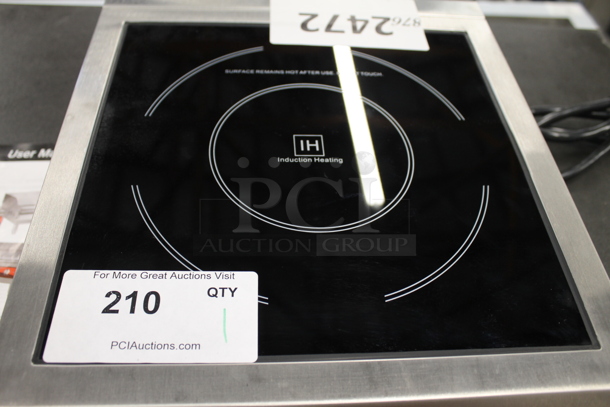 876
2472
SURFACE REMAINS HOT AFTER USE. TOUCH.
IH
Induction Heating
PCI
AUCTION GROUP
User
For More Great Auctions Visit
210
QTY
1
PCIAuctions.com